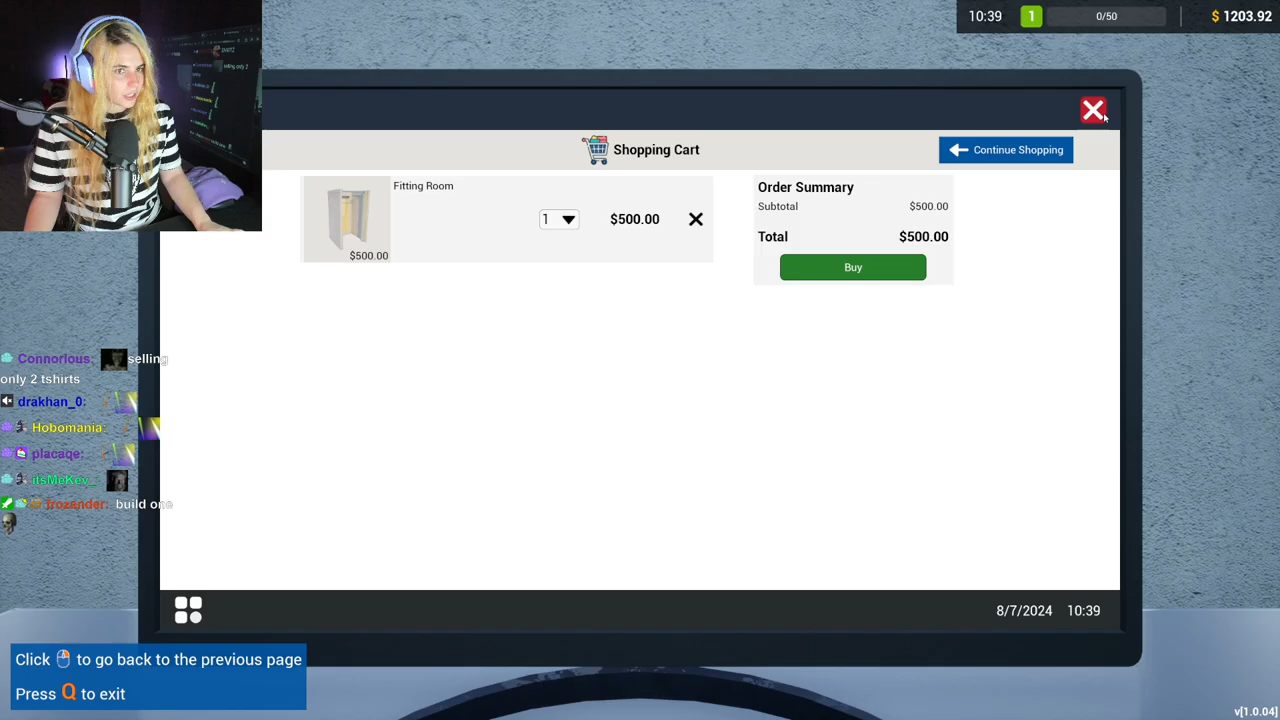 10:39 1 0/50 $ 1203.92
Shopping Cart
Continue Shopping
Fitting Room
1 $500.00
$500.00
Order Summary
Subtotal $500.00
Total $500.00
Buy
Connorious: selling
only 2 tshirts
drakhan_0:
Hobomania:
placaqe:
itsMeKev_:
frozander: build one
8/7/2024 10:39
Click to go back to the previous page
Press Q to exit
v[1.0.04]